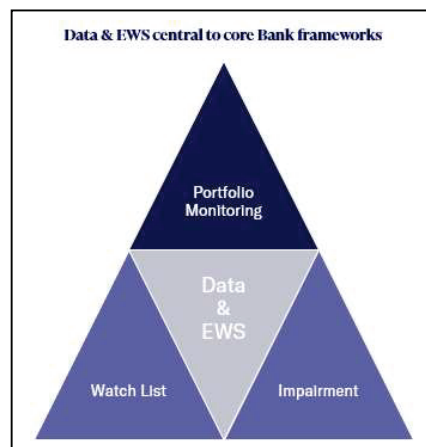 Data & EWS central to core Bank frameworks
Portfolio
Monitoring
Data
&
EWS
Watch List
Impairment